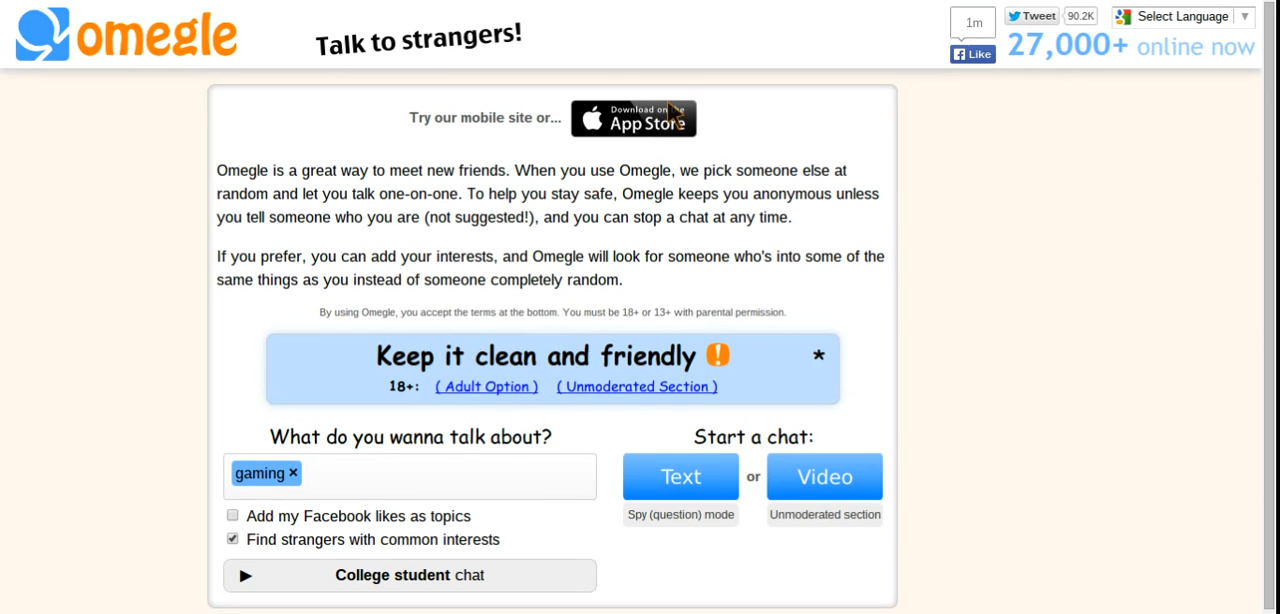 omegle
Talk to strangers!
1m
Like
Tweet
90.2K
Select Language
27,000+ online now
Try our mobile site or...
Download on the
App Store
Omegle is a great way to meet new friends. When you use Omegle, we pick someone else at
random and let you talk one-on-one. To help you stay safe, Omegle keeps you anonymous unless
you tell someone who you are (not suggested!), and you can stop a chat at any time.
If you prefer, you can add your interests, and Omegle will look for someone who's into some of the
same things as you instead of someone completely random.
By using Omegle, you accept the terms at the bottom. You must be 18+ or 13+ with parental permission.
Keep it clean and friendly ! *
18+: ( Adult Option ) ( Unmoderated Section )
What do you wanna talk about?
gaming ×
Add my Facebook likes as topics
Find strangers with common interests
College student chat
Start a chat:
Text or Video
Spy (question) mode
Unmoderated section